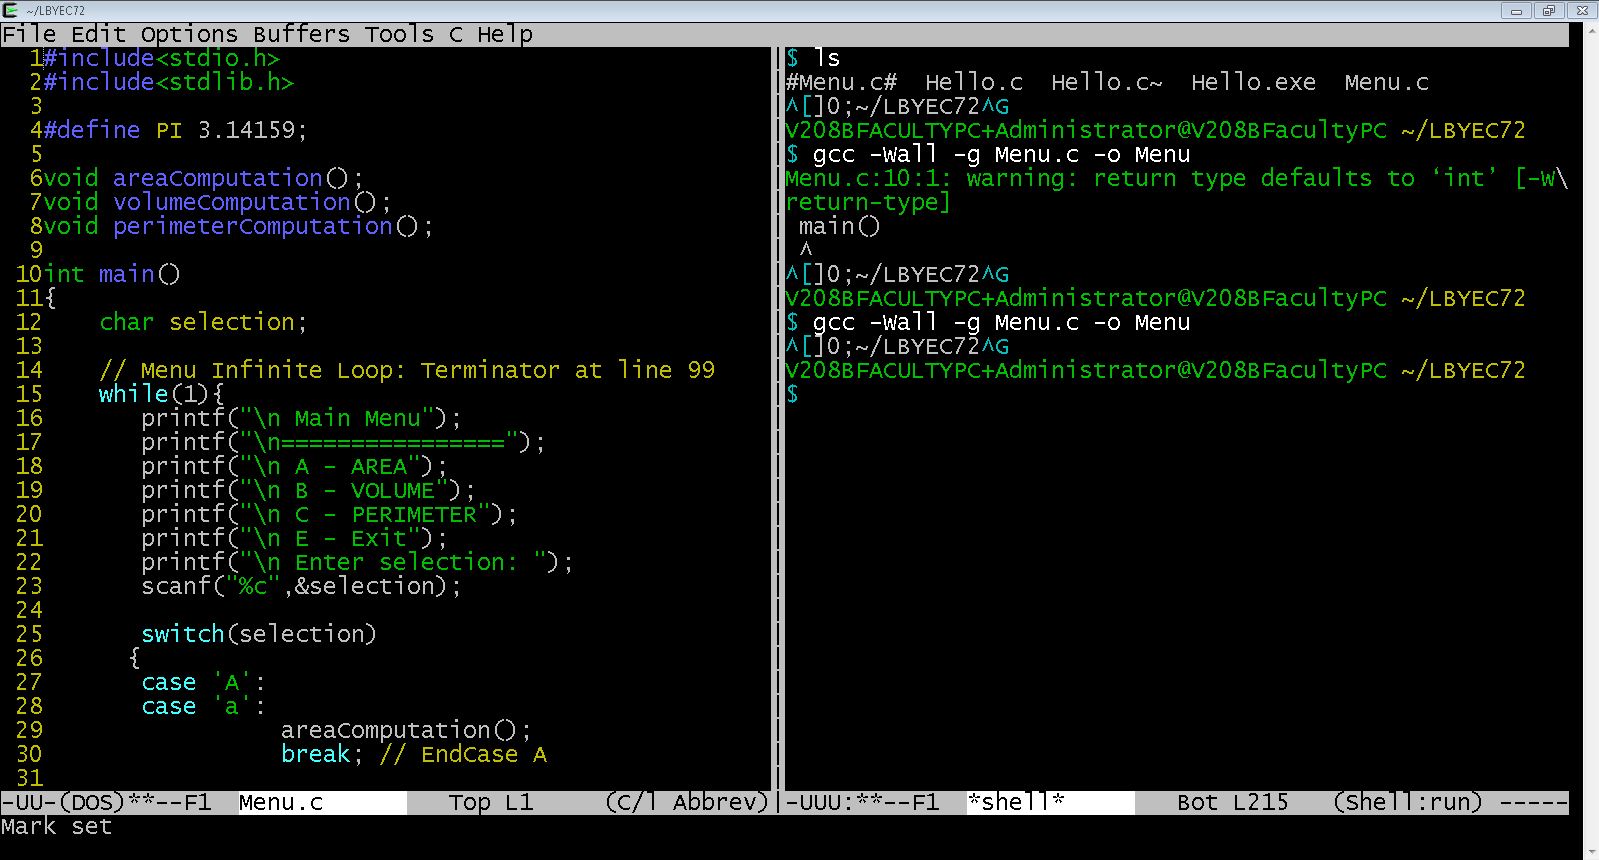 ~/LBYEC72
File Edit Options Buffers Tools C Help
1#include<stdio.h>
2#include<stdlib.h>
3
4#define PI 3.14159;
5
6void areaComputation();
7void volumeComputation();
8void perimeterComputation();
9
10int main()
11{
12    char selection;
13
14    // Menu Infinite Loop: Terminator at line 99
15    while(1){
16       printf("\n Main Menu");
17       printf("\n================");
18       printf("\n A - AREA");
19       printf("\n B - VOLUME");
20       printf("\n C - PERIMETER");
21       printf("\n E - Exit");
22       printf("\n Enter selection: ");
23       scanf("%c",&selection);
24
25       switch(selection)
26      {
27       case 'A':
28       case 'a':
29                 areaComputation();
30                 break; // EndCase A
31
-UU-(DOS)**--F1  Menu.c         Top L1     (C/l Abbrev)
$ ls
#Menu.c#  Hello.c  Hello.c~  Hello.exe  Menu.c
^[]0;~/LBYEC72^G
V208BFACULTYPC+Administrator@V208BFacultyPC ~/LBYEC72
$ gcc -Wall -g Menu.c -o Menu
Menu.c:10:1: warning: return type defaults to ‘int’ [-W\
return-type]
 main()
 ^
^[]0;~/LBYEC72^G
V208BFACULTYPC+Administrator@V208BFacultyPC ~/LBYEC72
$ gcc -Wall -g Menu.c -o Menu
^[]0;~/LBYEC72^G
V208BFACULTYPC+Administrator@V208BFacultyPC ~/LBYEC72
$
-UUU:**--F1  *shell*        Bot L215   (Shell:run) -----
Mark set